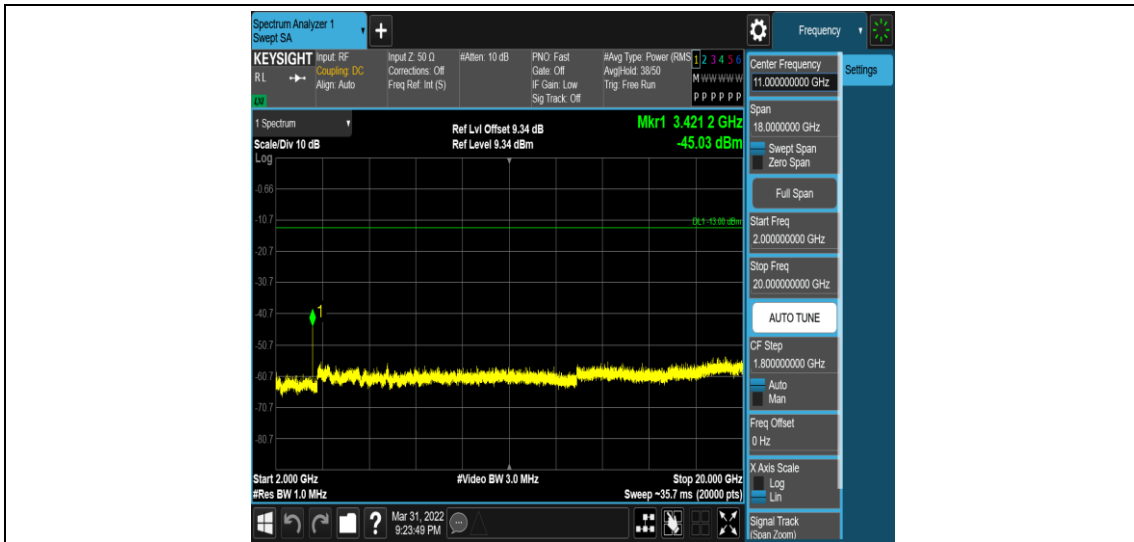 Spectrum Analyzer 1
Swept SA
Frequency
KEYSIGHT
RL
LXI
Input: RF
Coupling: DC
Align: Auto
Input Z: 50 Ω
Corrections: Off
Freq Ref: Int (S)
#Atten: 10 dB
PNO: Fast
Gate: Off
IF Gain: Low
Sig Track: Off
#Avg Type: Power (RMS
Avg|Hold: 38/50
Trig: Free Run
1 2 3 4 5 6
M W W W W W
P P P P P P
1 Spectrum
Scale/Div 10 dB
Log
Ref Lvl Offset 9.34 dB
Ref Level 9.34 dBm
Mkr1 3.421 2 GHz
-45.03 dBm
-0.66
-10.7
DL1 -13.00 dBm
-20.7
-30.7
-40.7
1
-50.7
-60.7
-70.7
-80.7
Start 2.000 GHz
#Video BW 3.0 MHz
Stop 20.000 GHz
#Res BW 1.0 MHz
Sweep ~35.7 ms (20000 pts)
Mar 31, 2022
9:23:49 PM
Center Frequency
11.000000000 GHz
Settings
Span
18.0000000 GHz
Swept Span
Zero Span
Full Span
Start Freq
2.000000000 GHz
Stop Freq
20.000000000 GHz
AUTO TUNE
CF Step
1.800000000 GHz
Auto
Man
Freq Offset
0 Hz
X Axis Scale
Log
Lin
Signal Track
(Span Zoom)